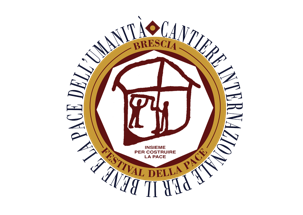 CANTIERE INTERNAZIONALE PER IL BENE E LA PACE DELL'UMANITÀ
BRESCIA
INSIEME
PER COSTRUIRE
LA PACE
FESTIVAL DELLA PACE